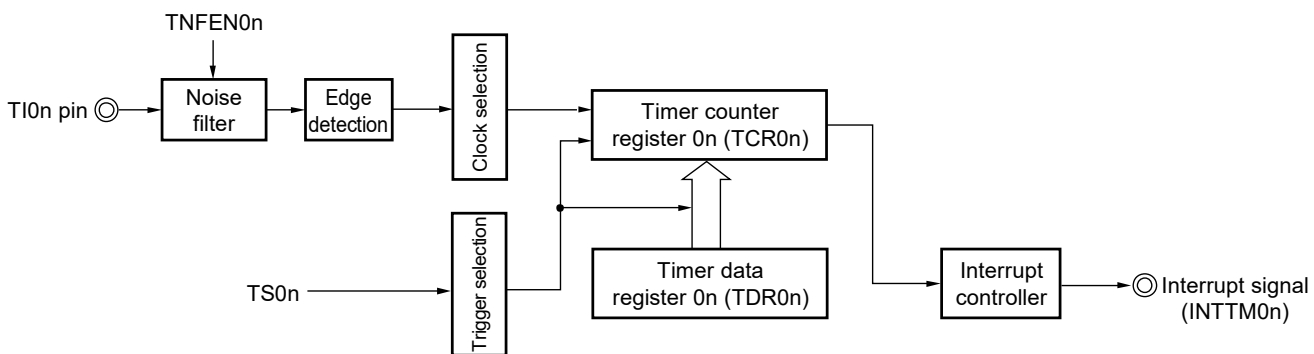 TNFEN0n
TI0n pin
Noise
filter
Edge
detection
Clock selection
Timer counter
register 0n (TCR0n)
TS0n
Trigger selection
Timer data
register 0n (TDR0n)
Interrupt
controller
Interrupt signal
(INTTM0n)